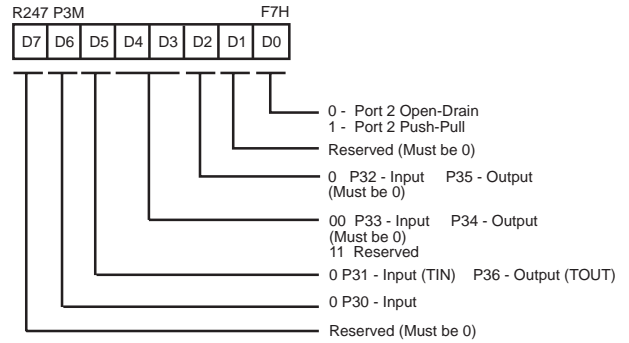 R247 P3M F7H
D7 D6 D5 D4 D3 D2 D1 D0
0 - Port 2 Open-Drain
1 - Port 2 Push-Pull
Reserved (Must be 0)
0 P32 - Input P35 - Output
(Must be 0)
00 P33 - Input P34 - Output
(Must be 0)
11 Reserved
0 P31 - Input (TIN) P36 - Output (TOUT)
0 P30 - Input
Reserved (Must be 0)